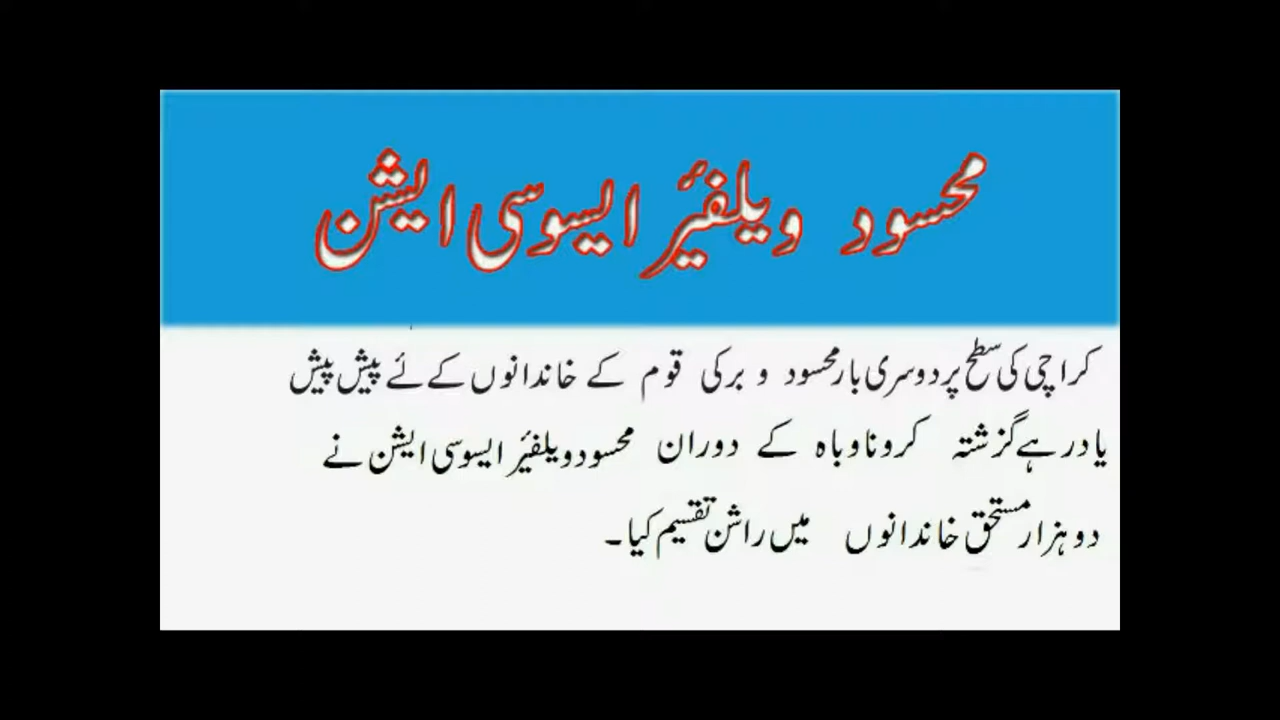 محسود ویلفیئر ایسوسی ایشن
کراچی کی سطح پر دوسری بار محسود و برکی قوم کے خاندانوں کے لئے پیش پیش
یاد رہے گزشتہ کرونا وباہ کے دوران محسود ویلفیئر ایسوسی ایشن نے
دو ہزار مستحق خاندانوں میں راشن تقسیم کیا۔